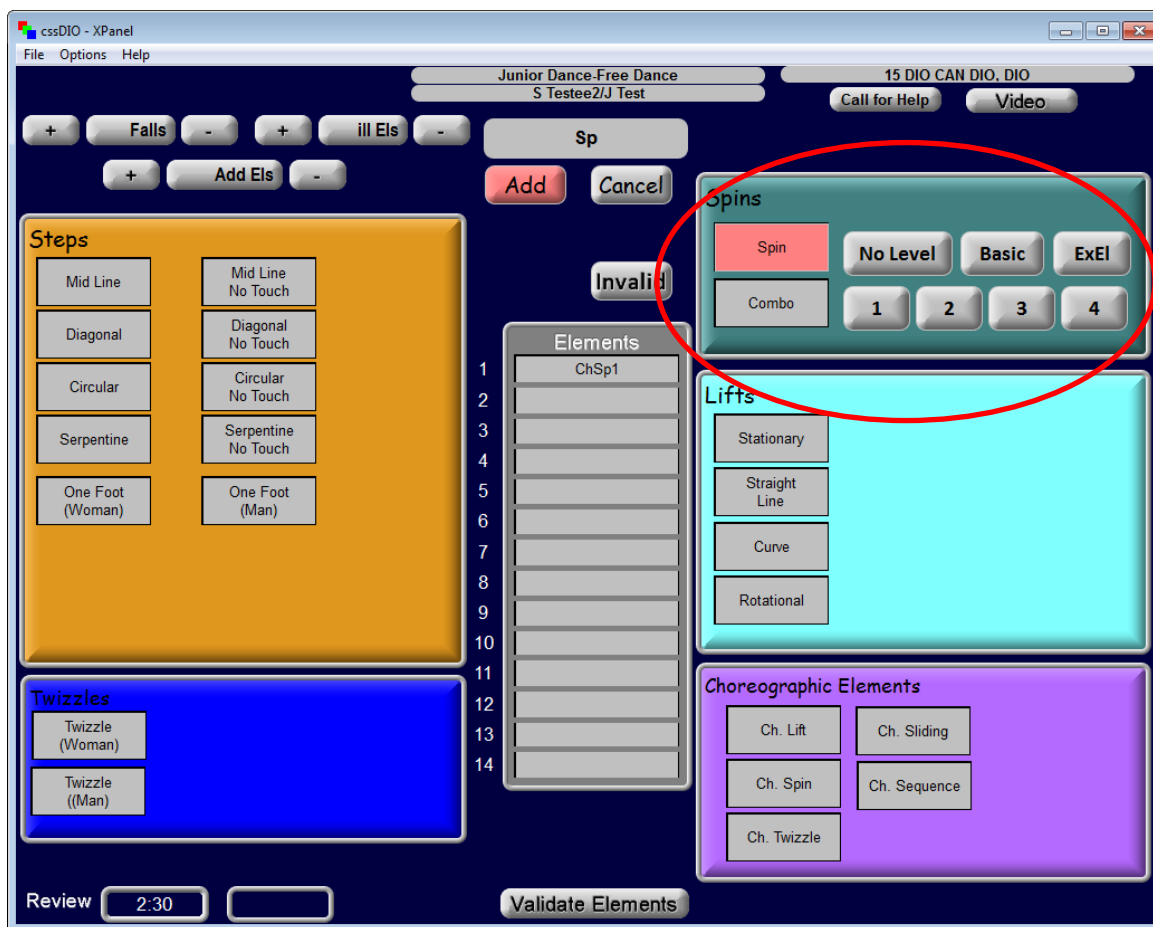 cssDIO - XPanel
File Options Help
Junior Dance-Free Dance
15 DIO CAN DIO, DIO
S Testee2/J Test
Call for Help
Video
+ Falls - + ill Els -
+ Add Els -
Sp
Add
Cancel
Invalid
Steps
Mid Line
Mid Line
No Touch
Diagonal
Diagonal
No Touch
Circular
Circular
No Touch
Serpentine
Serpentine
No Touch
One Foot
(Woman)
One Foot
(Man)
Twizzles
Twizzle
(Woman)
Twizzle
((Man)
Elements
1 ChSp1
2
3
4
5
6
7
8
9
10
11
12
13
14
Spins
Spin
No Level
Basic
ExEl
Combo
1
2
3
4
Lifts
Stationary
Straight
Line
Curve
Rotational
Choreographic Elements
Ch. Lift
Ch. Sliding
Ch. Spin
Ch. Sequence
Ch. Twizzle
Review 2:30
Validate Elements